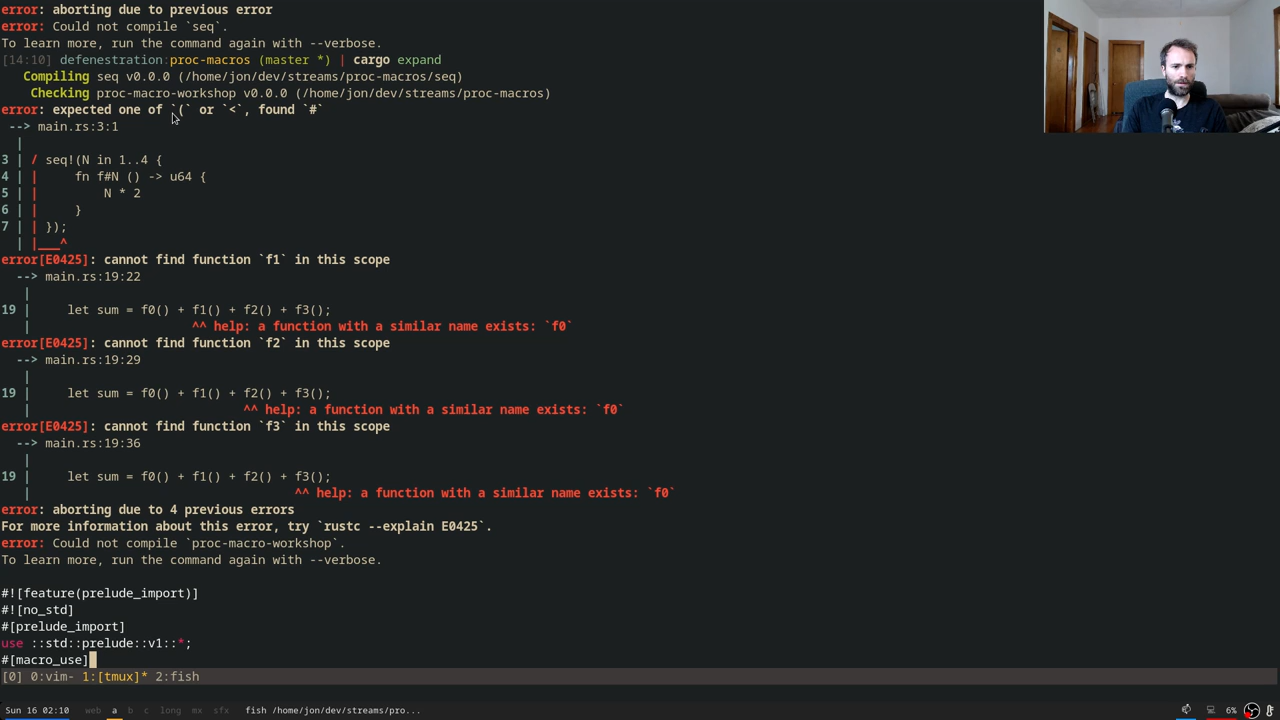 error: aborting due to previous error
error: Could not compile `seq`.
To learn more, run the command again with --verbose.
[14:10] defenestration:proc-macros (master *) | cargo expand
   Compiling seq v0.0.0 (/home/jon/dev/streams/proc-macros/seq)
    Checking proc-macro-workshop v0.0.0 (/home/jon/dev/streams/proc-macros)
error: expected one of `(` or `<`, found `#`
 --> main.rs:3:1
  |
3 | / seq!(N in 1..4 {
4 | |     fn f#N () -> u64 {
5 | |         N * 2
6 | |     }
7 | | });
  | |___^
error[E0425]: cannot find function `f1` in this scope
  --> main.rs:19:22
   |
19 |     let sum = f0() + f1() + f2() + f3();
   |                      ^^ help: a function with a similar name exists: `f0`
error[E0425]: cannot find function `f2` in this scope
  --> main.rs:19:29
   |
19 |     let sum = f0() + f1() + f2() + f3();
   |                             ^^ help: a function with a similar name exists: `f0`
error[E0425]: cannot find function `f3` in this scope
  --> main.rs:19:36
   |
19 |     let sum = f0() + f1() + f2() + f3();
   |                                    ^^ help: a function with a similar name exists: `f0`
error: aborting due to 4 previous errors
For more information about this error, try `rustc --explain E0425`.
error: Could not compile `proc-macro-workshop`.
To learn more, run the command again with --verbose.
#![feature(prelude_import)]
#![no_std]
#[prelude_import]
use ::std::prelude::v1::*;
#[macro_use]
[0] 0:vim- 1:[tmux]* 2:fish
Sun 16 02:10 web a b c long mx sfx fish /home/jon/dev/streams/pro... 6%